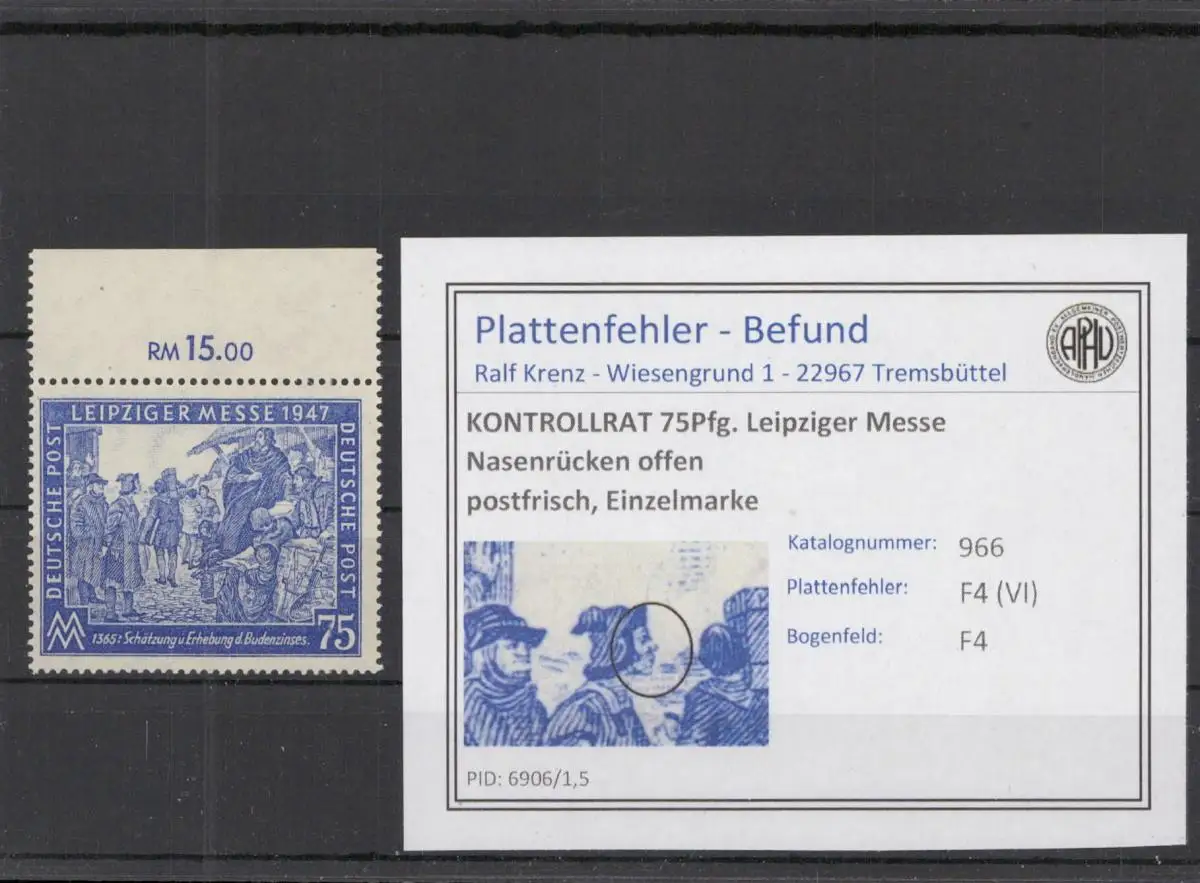 RM 15.00
LEIPZIGER MESSE 1947
DEUTSCHE POST
DEUTSCHE POST
1365: Schätzung u Erhebung d. Budenzinses.
75
Plattenfehler - Befund
Ralf Krenz - Wiesengrund 1 - 22967 Tremsbüttel
APHV
KONTROLLRAT 75Pfg. Leipziger Messe
Nasenrücken offen
postfrisch, Einzelmarke
Katalognummer: 966
Plattenfehler: F4 (VI)
Bogenfeld: F4
PID: 6906/1,5